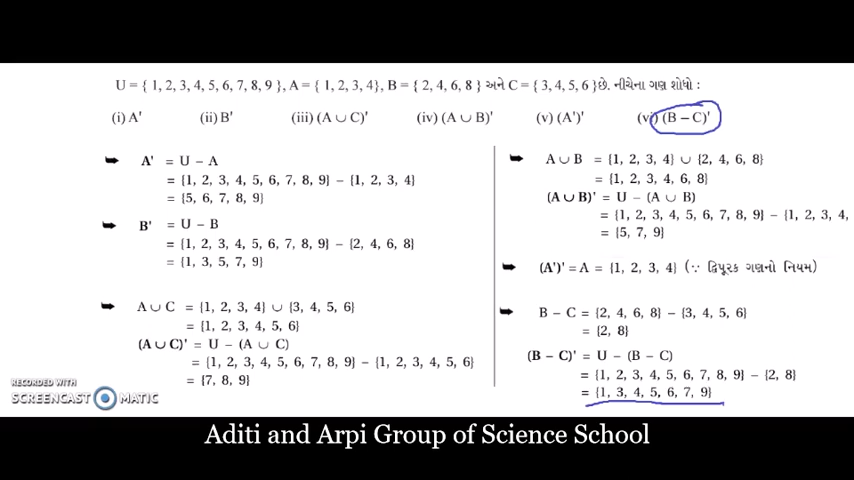 U = { 1, 2, 3, 4, 5, 6, 7, 8, 9 }, A = { 1, 2, 3, 4}, B = { 2, 4, 6, 8 } અને C = { 3, 4, 5, 6 }છે. નીચેના ગણ શોધો :
(i) A' (ii) B' (iii) (A ∪ C)' (iv) (A ∪ B)' (v) (A')' (vi) (B – C)'
➥ A' = U – A
= {1, 2, 3, 4, 5, 6, 7, 8, 9} – {1, 2, 3, 4}
= {5, 6, 7, 8, 9}
➥ B' = U – B
= {1, 2, 3, 4, 5, 6, 7, 8, 9} – {2, 4, 6, 8}
= {1, 3, 5, 7, 9}
➥ A ∪ C = {1, 2, 3, 4} ∪ {3, 4, 5, 6}
= {1, 2, 3, 4, 5, 6}
(A ∪ C)' = U – (A ∪ C)
= {1, 2, 3, 4, 5, 6, 7, 8, 9} – {1, 2, 3, 4, 5, 6}
= {7, 8, 9}
➥ A ∪ B = {1, 2, 3, 4} ∪ {2, 4, 6, 8}
= {1, 2, 3, 4, 6, 8}
(A ∪ B)' = U – (A ∪ B)
= {1, 2, 3, 4, 5, 6, 7, 8, 9} – {1, 2, 3, 4,
= {5, 7, 9}
➥ (A')' = A = {1, 2, 3, 4} (∵ દ્વિપૂરક ગણનો નિયમ)
➥ B – C = {2, 4, 6, 8} – {3, 4, 5, 6}
= {2, 8}
(B – C)' = U – (B – C)
= {1, 2, 3, 4, 5, 6, 7, 8, 9} – {2, 8}
= {1, 3, 4, 5, 6, 7, 9}
RECORDED WITH
SCREENCAST MATIC
Aditi and Arpi Group of Science School